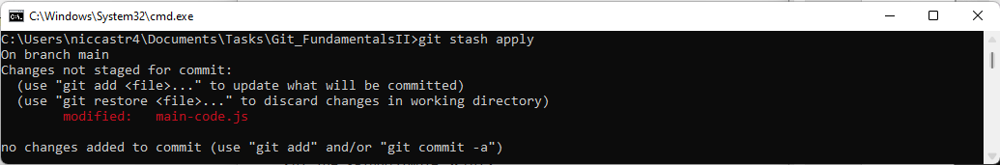 C:\Windows\System32\cmd.exe
C:\Users\niccastr4\Documents\Tasks\Git_FundamentalsII>git stash apply
On branch main
Changes not staged for commit:
  (use "git add <file>..." to update what will be committed)
  (use "git restore <file>..." to discard changes in working directory)
        modified:   main-code.js

no changes added to commit (use "git add" and/or "git commit -a")